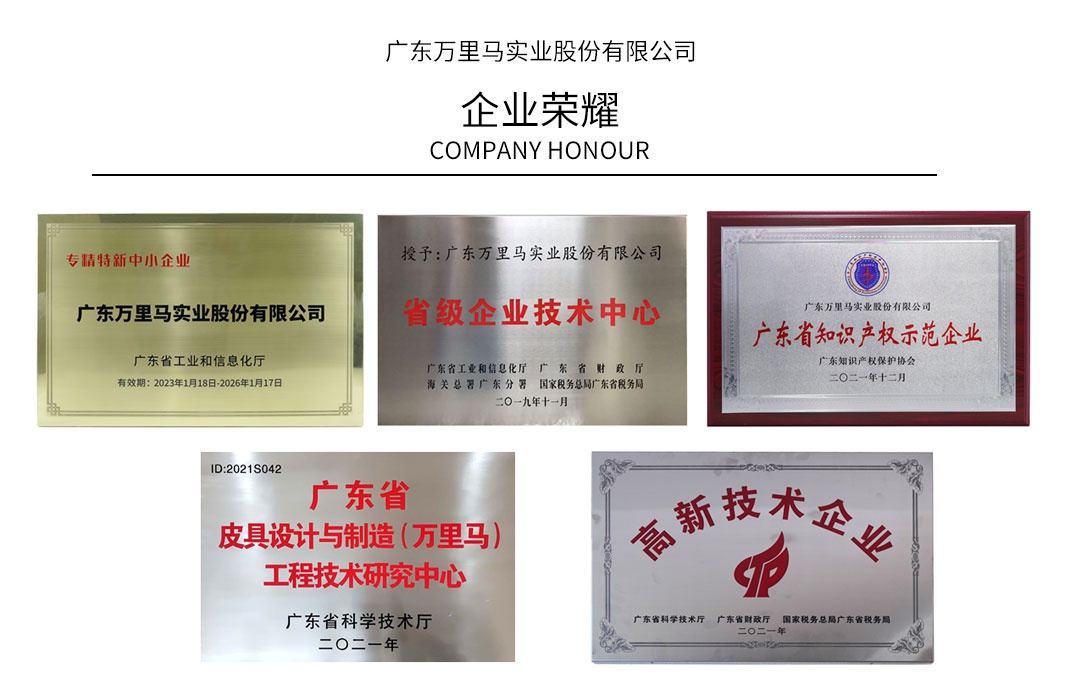 广东万里马实业股份有限公司
企业荣耀
COMPANY HONOUR
专精特新中小企业
广东万里马实业股份有限公司
广东省工业和信息化厅
有效期：2023年1月18日-2026年1月17日
授予：广东万里马实业股份有限公司
省级企业技术中心
广东省工业和信息化厅 广东省财政厅
海关总署广东分署 国家税务总局广东省税务局
二〇一九年十一月
广东万里马实业股份有限公司
广东省知识产权示范企业
广东知识产权保护协会
二〇二一年十二月
ID:2021S042
广东省
皮具设计与制造（万里马）
工程技术研究中心
广东省科学技术厅
二〇二一年
高新技术企业
广东省科学技术厅 广东省财政厅 国家税务总局广东省税务局
二〇二一年